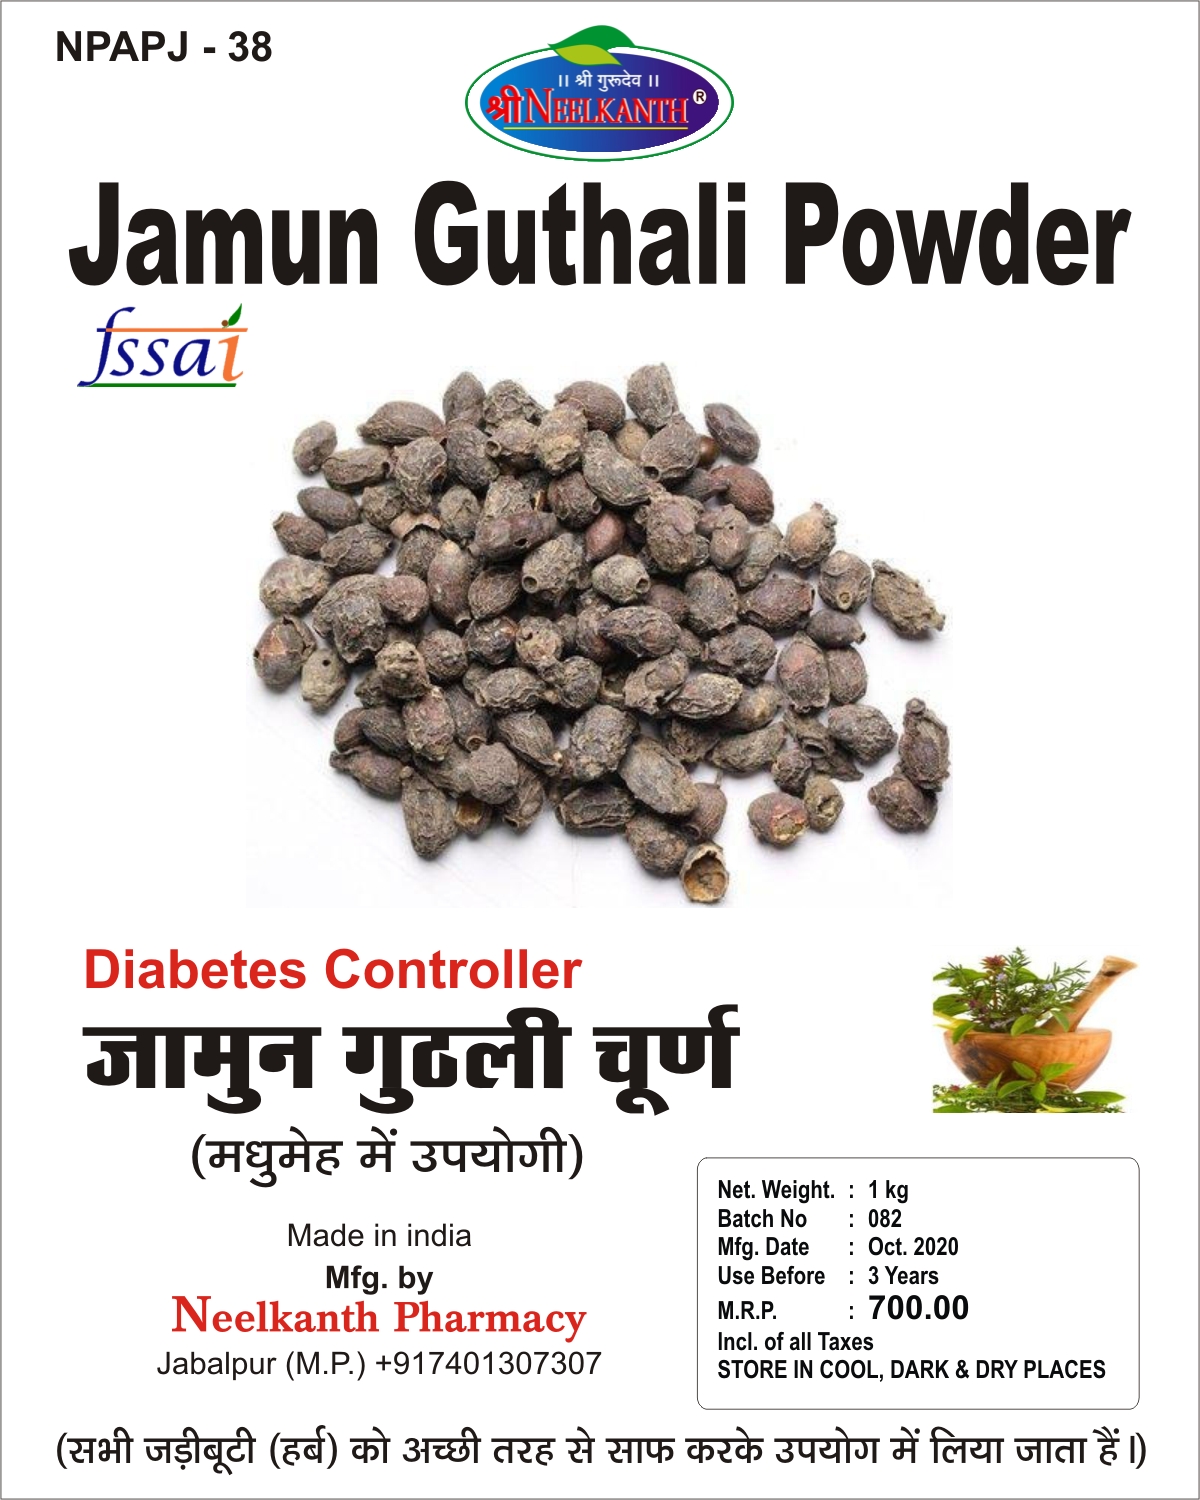 NPAPJ - 38
।। श्री गुरूदेव ।।
श्री NEELKANTH ®
Jamun Guthali Powder
fssai
Diabetes Controller
जामुन गुठली चूर्ण
(मधुमेह में उपयोगी)
Made in india
Mfg. by
Neelkanth Pharmacy
Jabalpur (M.P.) +917401307307
Net. Weight. : 1 kg
Batch No : 082
Mfg. Date : Oct. 2020
Use Before : 3 Years
M.R.P. : 700.00
Incl. of all Taxes
STORE IN COOL, DARK & DRY PLACES
(सभी जड़ीबूटी (हर्ब) को अच्छी तरह से साफ करके उपयोग में लिया जाता हैं।)